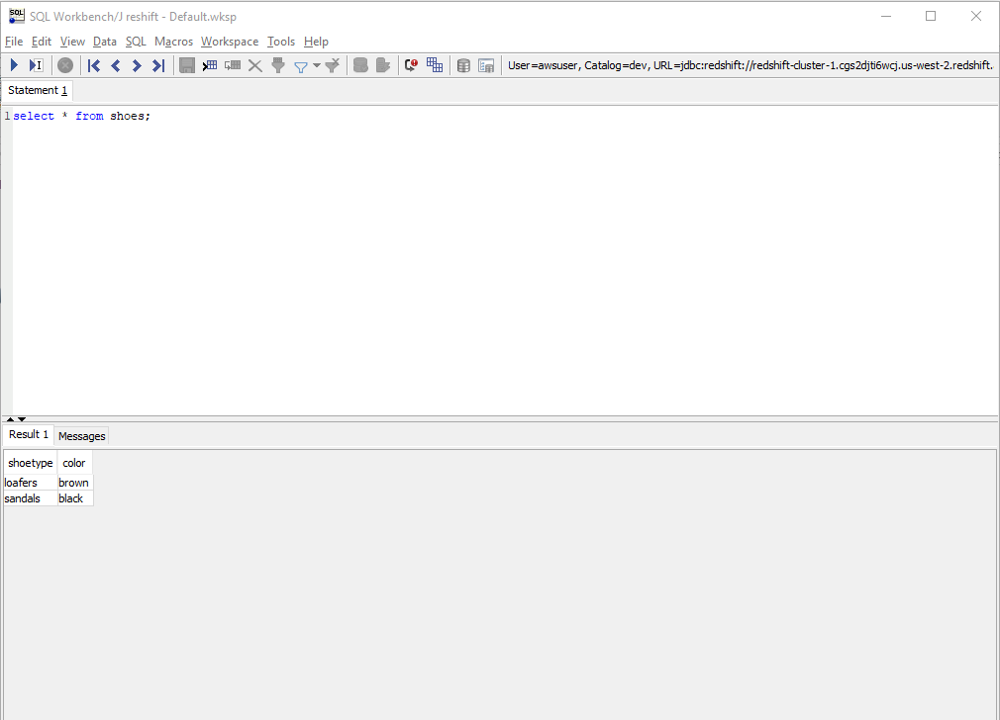 SQL Workbench/J reshift - Default.wksp
File Edit View Data SQL Macros Workspace Tools Help
User=awsuser, Catalog=dev, URL=jdbc:redshift://redshift-cluster-1.cgs2djti6wcj.us-west-2.redshift.
Statement 1
1 select * from shoes;
Result 1 Messages
shoetype color
loafers brown
sandals black